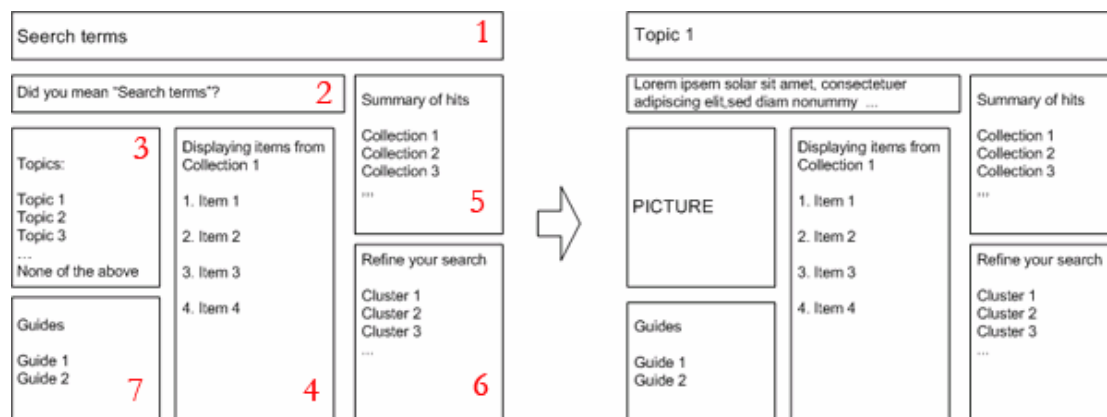 Seerch terms
1
Did you mean “Search terms”?
2
3
Topics:
Topic 1
Topic 2
Topic 3
...
None of the above
Guides
Guide 1
Guide 2
7
Displaying items from
Collection 1
1. Item 1
2. Item 2
3. Item 3
4. Item 4
4
Summary of hits
Collection 1
Collection 2
Collection 3
...
5
Refine your search
Cluster 1
Cluster 2
Cluster 3
...
6
Topic 1
Lorem ipsem solar sit amet, consectetuer
adipiscing elit,sed diam nonummy ...
PICTURE
Guides
Guide 1
Guide 2
Displaying items from
Collection 1
1. Item 1
2. Item 2
3. Item 3
4. Item 4
Summary of hits
Collection 1
Collection 2
Collection 3
...
Refine your search
Cluster 1
Cluster 2
Cluster 3
...